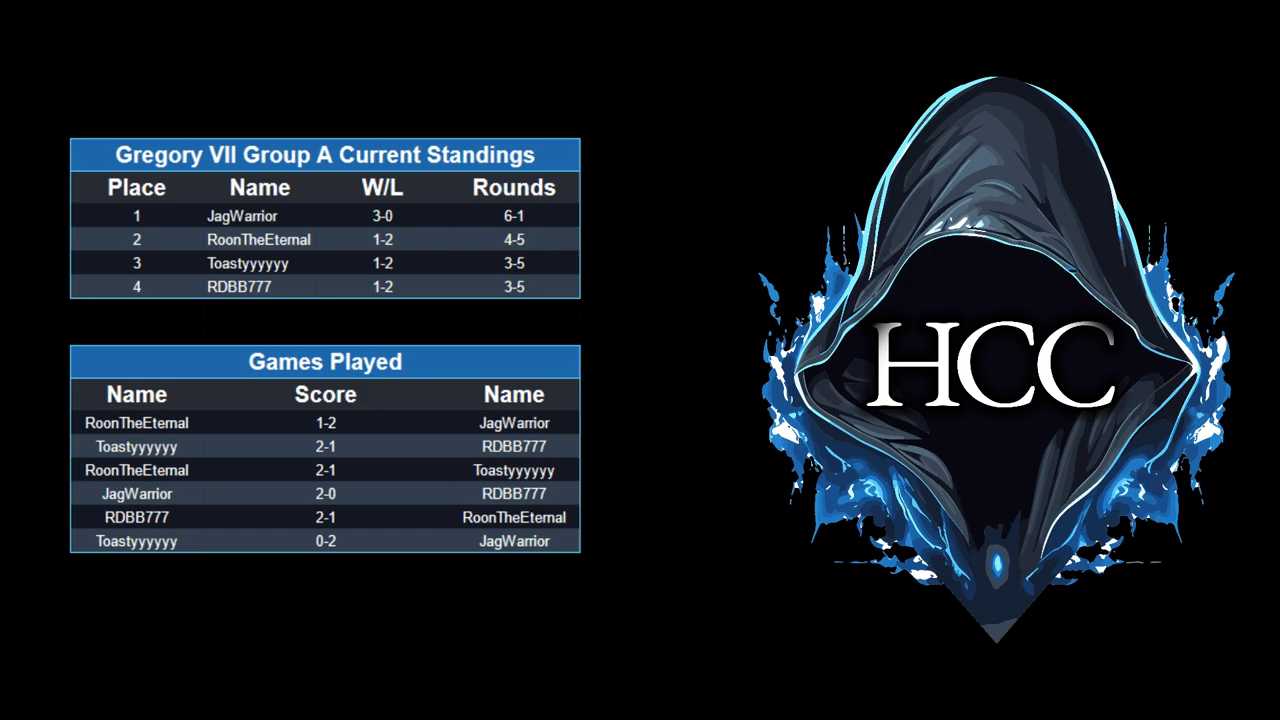 Gregory VII Group A Current Standings
Place Name W/L Rounds
1 JagWarrior 3-0 6-1
2 RoonTheEternal 1-2 4-5
3 Toastyyyyyy 1-2 3-5
4 RDBB777 1-2 3-5
Games Played
Name Score Name
RoonTheEternal 1-2 JagWarrior
Toastyyyyyy 2-1 RDBB777
RoonTheEternal 2-1 Toastyyyyyy
JagWarrior 2-0 RDBB777
RDBB777 2-1 RoonTheEternal
Toastyyyyyy 0-2 JagWarrior
HCC